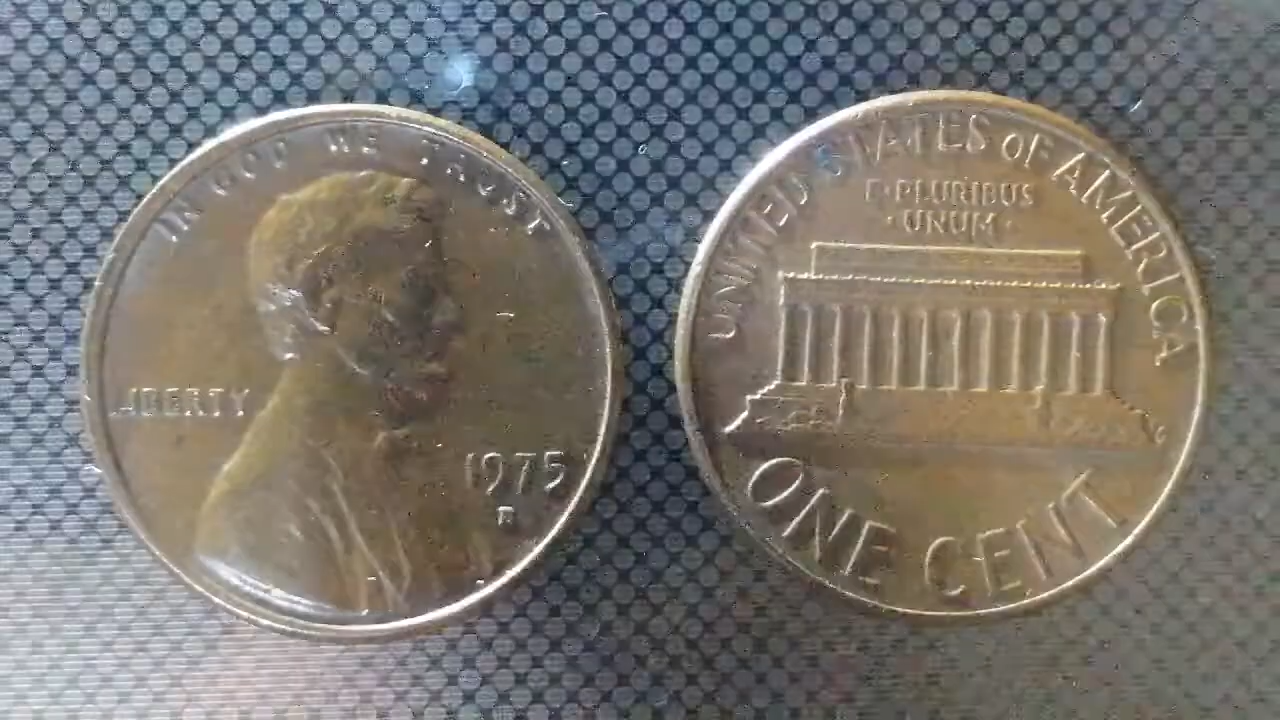 IN GOD WE TRUST
LIBERTY
1975
UNITED STATES OF AMERICA
E·PLURIBUS
·UNUM·
ONE CENT